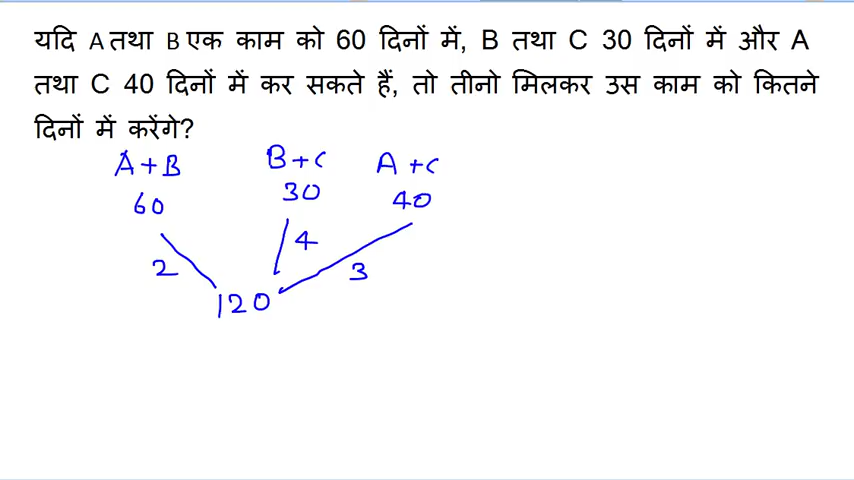 यदि A तथा B एक काम को 60 दिनों में, B तथा C 30 दिनों में और A
तथा C 40 दिनों में कर सकते हैं, तो तीनो मिलकर उस काम को कितने
दिनों में करेंगे?
A+B B+C A+C
60 30 40
2 4 3
120